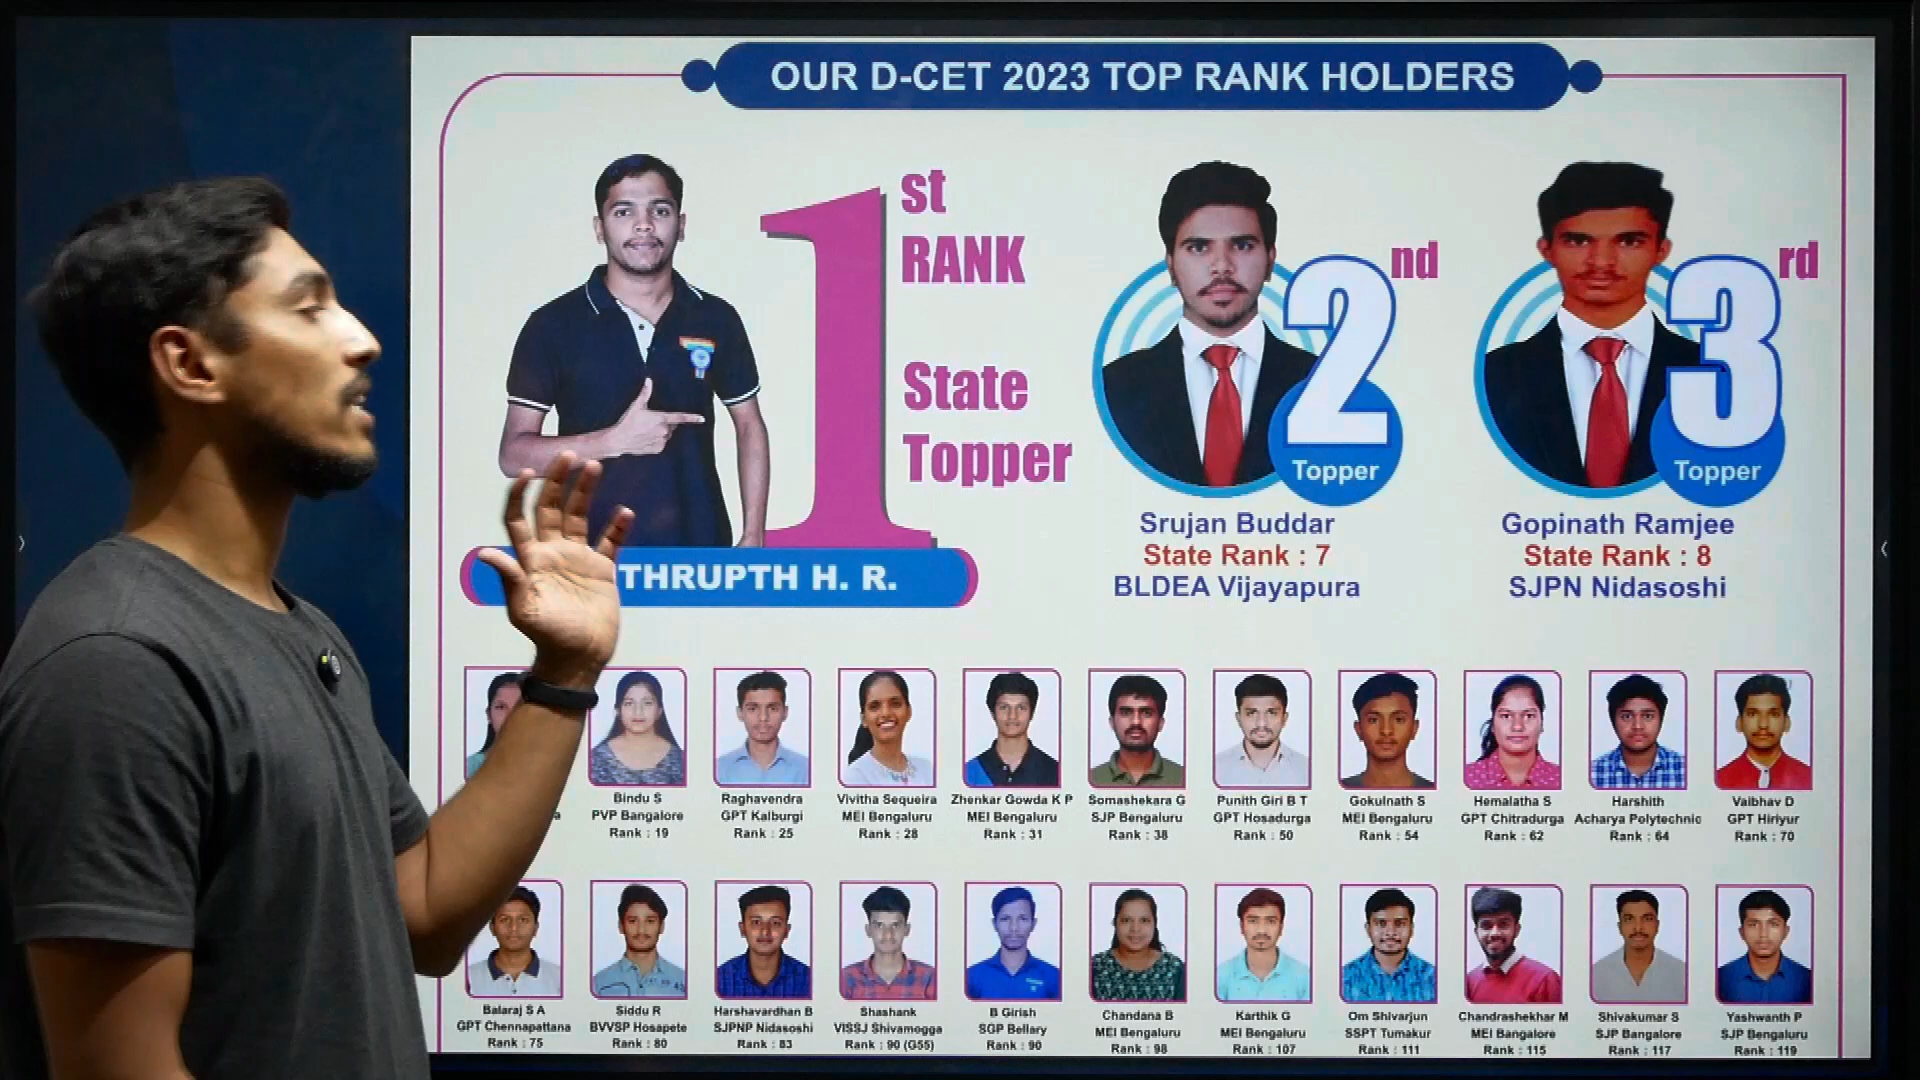 OUR D-CET 2023 TOP RANK HOLDERS
1
st
RANK
State
Topper
THRUPTH H. R.
2
nd
Topper
Srujan Buddar
State Rank : 7
BLDEA Vijayapura
3
rd
Topper
Gopinath Ramjee
State Rank : 8
SJPN Nidasoshi
Bindu S
PVP Bangalore
Rank : 19
Raghavendra
GPT Kalburgi
Rank : 25
Vivitha Sequeira
MEI Bengaluru
Rank : 28
Zhenkar Gowda K P
MEI Bengaluru
Rank : 31
Somashekara G
SJP Bengaluru
Rank : 38
Punith Giri B T
GPT Hosadurga
Rank : 50
Gokulnath S
MEI Bengaluru
Rank : 54
Hemalatha S
GPT Chitradurga
Rank : 62
Harshith
Acharya Polytechnic
Rank : 64
Vaibhav D
GPT Hiriyur
Rank : 70
Balaraj S A
GPT Chennapattana
Rank : 75
Siddu R
BVVSP Hosapete
Rank : 80
Harshavardhan B
SJPNP Nidasoshi
Rank : 83
Shashank
VISSJ Shivamogga
Rank : 90 (G55)
B Girish
SGP Bellary
Rank : 90
Chandana B
MEI Bengaluru
Rank : 98
Karthik G
MEI Bengaluru
Rank : 107
Om Shivarjun
SSPT Tumakur
Rank : 111
Chandrashekhar M
MEI Bangalore
Rank : 115
Shivakumar S
SJP Bangalore
Rank : 117
Yashwanth P
SJP Bengaluru
Rank : 119